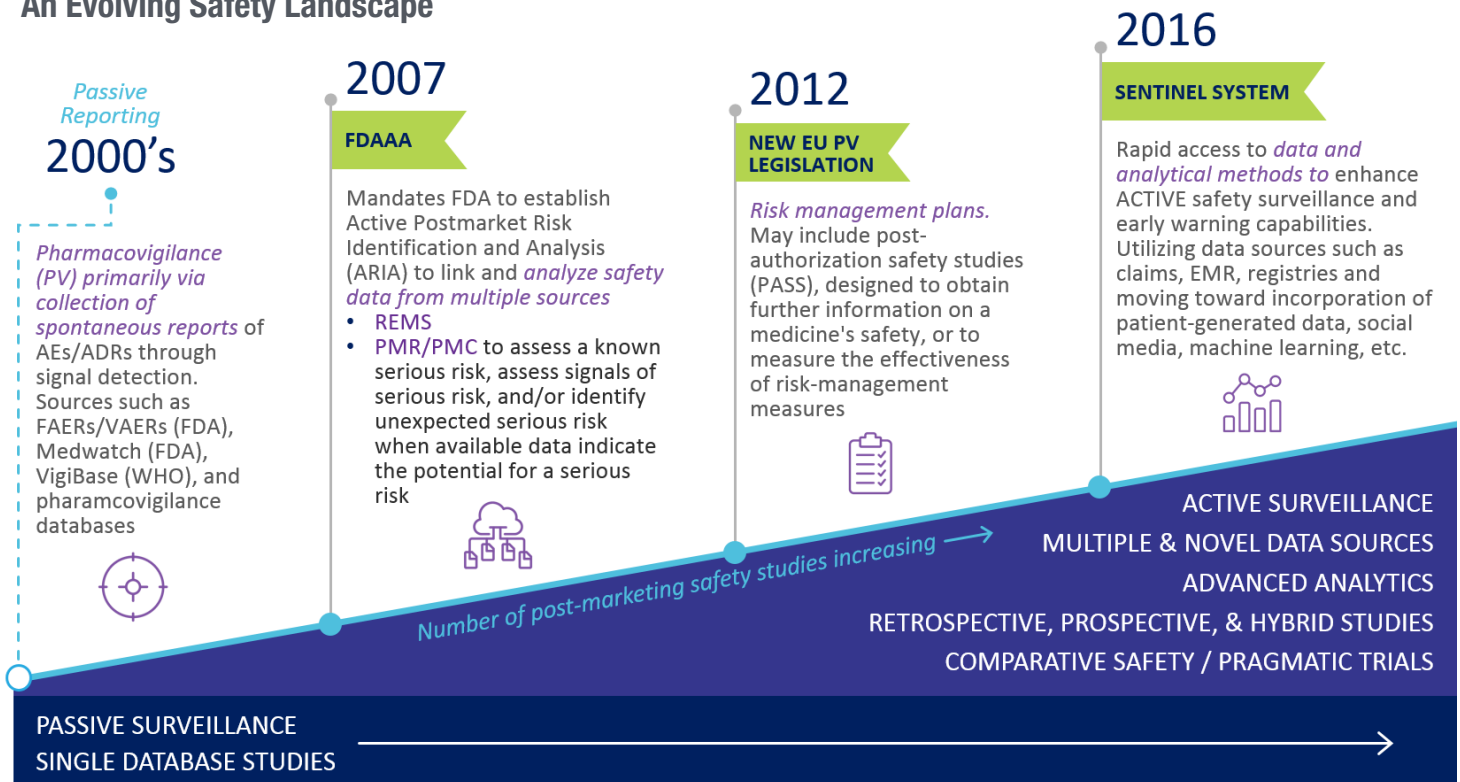 An Evolving Safety Landscape
Passive
Reporting
2000's
Pharmacovigilance
(PV) primarily via
collection of
spontaneous reports of
AEs/ADRs through
signal detection.
Sources such as
FAERs/VAERs (FDA),
Medwatch (FDA),
VigiBase (WHO), and
pharamcovigilance
databases
2007
FDAAA
Mandates FDA to establish
Active Postmarket Risk
Identification and Analysis
(ARIA) to link and analyze safety
data from multiple sources
• REMS
• PMR/PMC to assess a known
serious risk, assess signals of
serious risk, and/or identify
unexpected serious risk
when available data indicate
the potential for a serious
risk
2012
NEW EU PV
LEGISLATION
Risk management plans.
May include post-
authorization safety studies
(PASS), designed to obtain
further information on a
medicine's safety, or to
measure the effectiveness
of risk-management
measures
2016
SENTINEL SYSTEM
Rapid access to data and
analytical methods to enhance
ACTIVE safety surveillance and
early warning capabilities.
Utilizing data sources such as
claims, EMR, registries and
moving toward incorporation of
patient-generated data, social
media, machine learning, etc.
Number of post-marketing safety studies increasing
ACTIVE SURVEILLANCE
MULTIPLE & NOVEL DATA SOURCES
ADVANCED ANALYTICS
RETROSPECTIVE, PROSPECTIVE, & HYBRID STUDIES
COMPARATIVE SAFETY / PRAGMATIC TRIALS
PASSIVE SURVEILLANCE
SINGLE DATABASE STUDIES